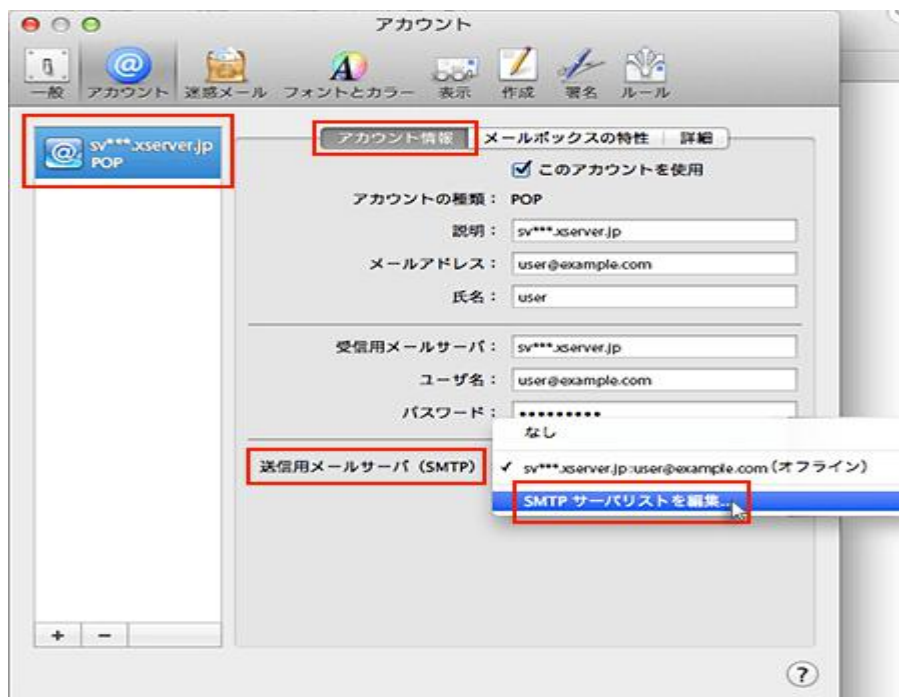 アカウント
一般 アカウント 迷惑メール フォントとカラー 表示 作成 署名 ルール
sv***.xserver.jp
POP
アカウント情報 メールボックスの特性 詳細
このアカウントを使用
アカウントの種類： POP
説明： sv***.xserver.jp
メールアドレス： user@example.com
氏名： user
受信用メールサーバ： sv***.xserver.jp
ユーザ名： user@example.com
パスワード： •••••••••
なし
送信用メールサーバ（SMTP） ✓ sv***.xserver.jp:user@example.com (オフライン)
SMTP サーバリストを編集...
+ −
?